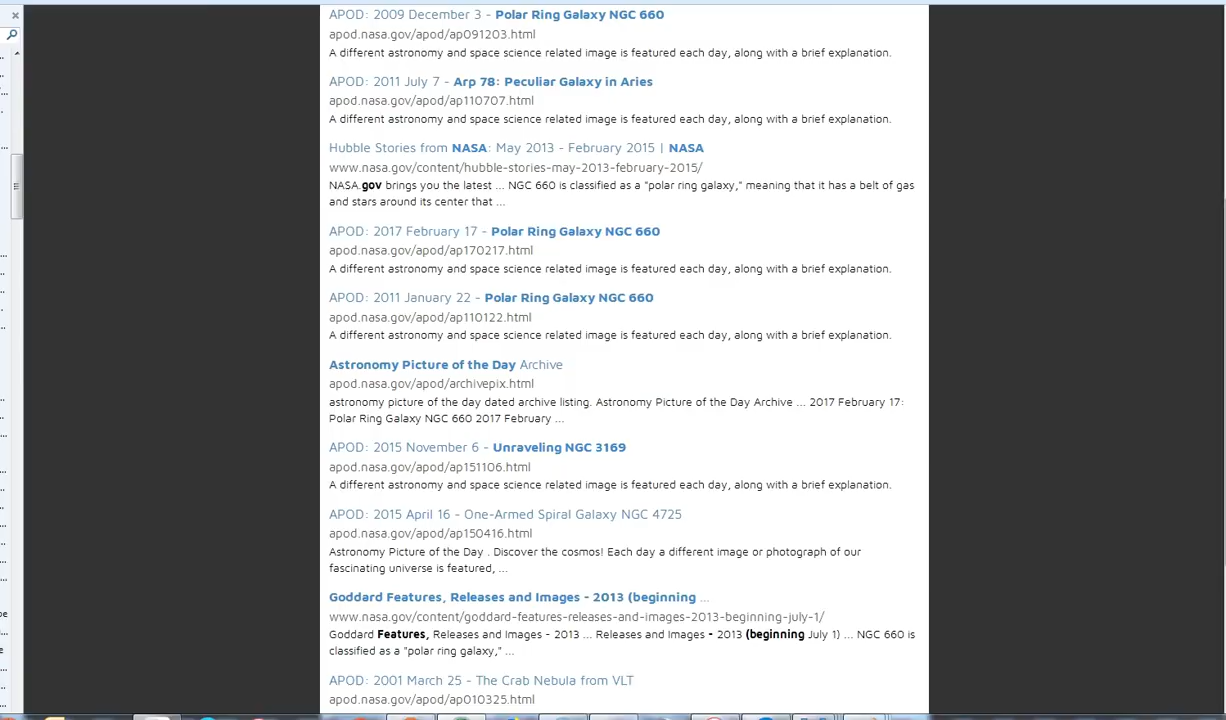 APOD: 2009 December 3 - Polar Ring Galaxy NGC 660
apod.nasa.gov/apod/ap091203.html
A different astronomy and space science related image is featured each day, along with a brief explanation.
APOD: 2011 July 7 - Arp 78: Peculiar Galaxy in Aries
apod.nasa.gov/apod/ap110707.html
A different astronomy and space science related image is featured each day, along with a brief explanation.
Hubble Stories from NASA: May 2013 - February 2015 | NASA
www.nasa.gov/content/hubble-stories-may-2013-february-2015/
NASA.gov brings you the latest ... NGC 660 is classified as a "polar ring galaxy," meaning that it has a belt of gas
and stars around its center that ...
APOD: 2017 February 17 - Polar Ring Galaxy NGC 660
apod.nasa.gov/apod/ap170217.html
A different astronomy and space science related image is featured each day, along with a brief explanation.
APOD: 2011 January 22 - Polar Ring Galaxy NGC 660
apod.nasa.gov/apod/ap110122.html
A different astronomy and space science related image is featured each day, along with a brief explanation.
Astronomy Picture of the Day Archive
apod.nasa.gov/apod/archivepix.html
astronomy picture of the day dated archive listing. Astronomy Picture of the Day Archive ... 2017 February 17:
Polar Ring Galaxy NGC 660 2017 February ...
APOD: 2015 November 6 - Unraveling NGC 3169
apod.nasa.gov/apod/ap151106.html
A different astronomy and space science related image is featured each day, along with a brief explanation.
APOD: 2015 April 16 - One-Armed Spiral Galaxy NGC 4725
apod.nasa.gov/apod/ap150416.html
Astronomy Picture of the Day . Discover the cosmos! Each day a different image or photograph of our
fascinating universe is featured, ...
Goddard Features, Releases and Images - 2013 (beginning ...
www.nasa.gov/content/goddard-features-releases-and-images-2013-beginning-july-1/
Goddard Features, Releases and Images - 2013 ... Releases and Images - 2013 (beginning July 1) ... NGC 660 is
classified as a "polar ring galaxy," ...
APOD: 2001 March 25 - The Crab Nebula from VLT
apod.nasa.gov/apod/ap010325.html